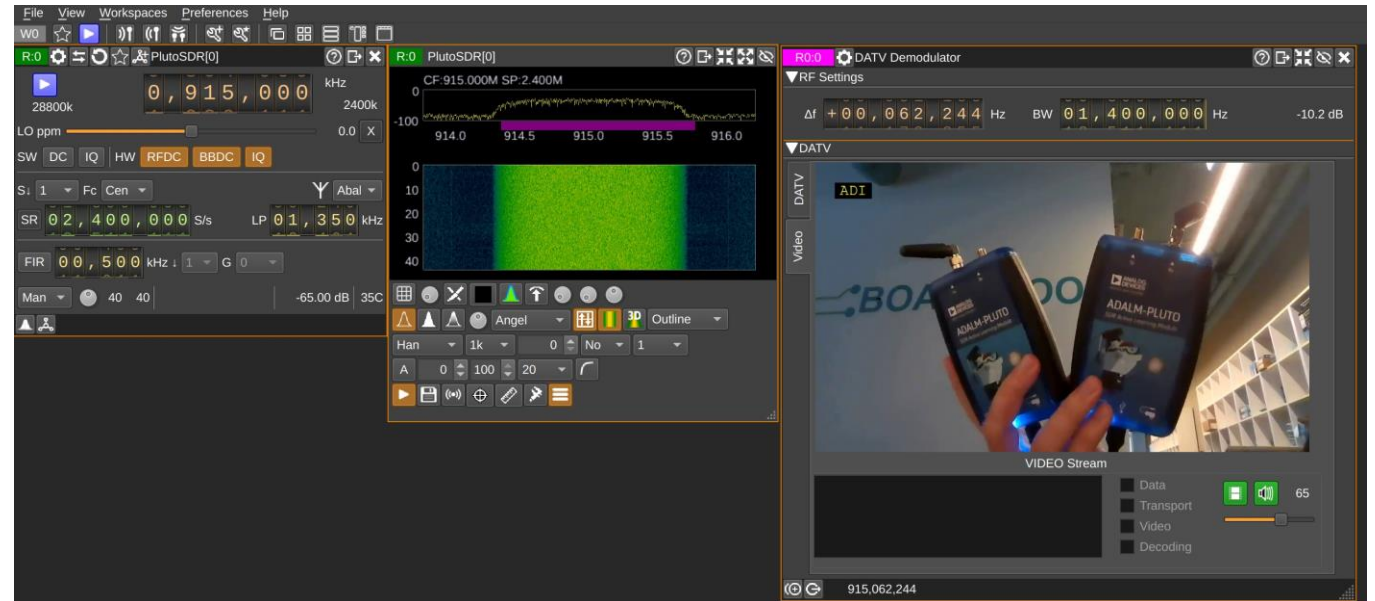 File View Workspaces Preferences Help
W0
R:0 PlutoSDR[0]
0,915,000 kHz
28800k 2400k
LO ppm 0.0 X
SW DC IQ HW RFDC BBDC IQ
S↓ 1 Fc Cen Abal
SR 02,400,000 S/s LP 01,350 kHz
FIR 00,500 kHz ↓ 1 G 0
Man 40 40 -65.00 dB 35C
R:0 PlutoSDR[0]
CF:915.000M SP:2.400M
0
-100
914.0 914.5 915.0 915.5 916.0
0
10
20
30
40
Angel 3D Outline
Han 1k 0 No 1
A 0 100 20
R0:0 DATV Demodulator
RF Settings
Δf +00,062,244 Hz BW 01,400,000 Hz -10.2 dB
DATV
DATV
Video
ADI
ANALOG DEVICES
ADALM-PLUTO
ANALOG DEVICES
ADALM-PLUTO
VIDEO Stream
Data
Transport
Video
Decoding
65
915,062,244